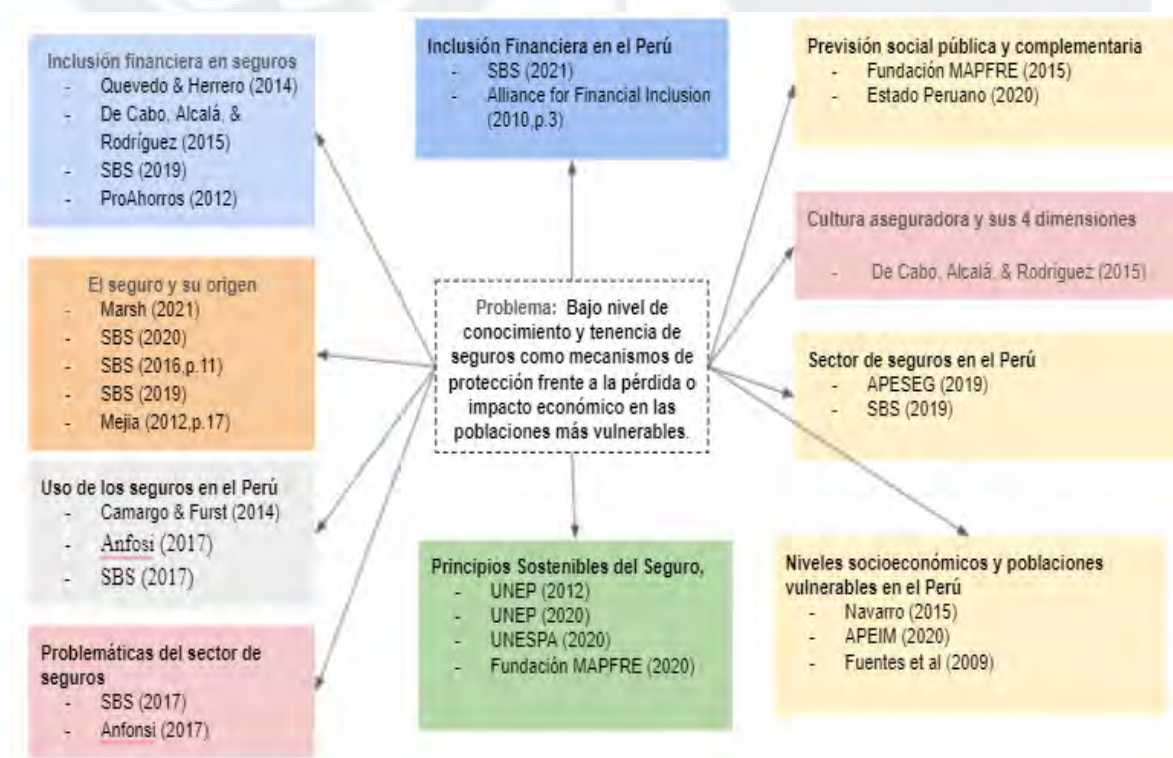 Inclusión financiera en seguros
- Quevedo & Herrero (2014)
- De Cabo, Alcalá, &
Rodríguez (2015)
- SBS (2019)
- ProAhorros (2012)
El seguro y su origen
- Marsh (2021)
- SBS (2020)
- SBS (2016,p.11)
- SBS (2019)
- Mejia (2012,p.17)
Uso de los seguros en el Perú
- Camargo & Furst (2014)
- Anfosi (2017)
- SBS (2017)
Problemáticas del sector de
seguros
- SBS (2017)
- Anfonsi (2017)
Inclusión Financiera en el Perú
- SBS (2021)
- Alliance for Financial Inclusion
(2010,p.3)
Problema: Bajo nivel de
conocimiento y tenencia de
seguros como mecanismos de
protección frente a la pérdida o
impacto económico en las
poblaciones más vulnerables.
Principios Sostenibles del Seguro,
- UNEP (2012)
- UNEP (2020)
- UNESPA (2020)
- Fundación MAPFRE (2020)
Previsión social pública y complementaria
- Fundación MAPFRE (2015)
- Estado Peruano (2020)
Cultura aseguradora y sus 4 dimensiones
- De Cabo, Alcalá, & Rodríguez (2015)
Sector de seguros en el Perú
- APESEG (2019)
- SBS (2019)
Niveles socioeconómicos y poblaciones
vulnerables en el Perú
- Navarro (2015)
- APEIM (2020)
- Fuentes et al (2009)